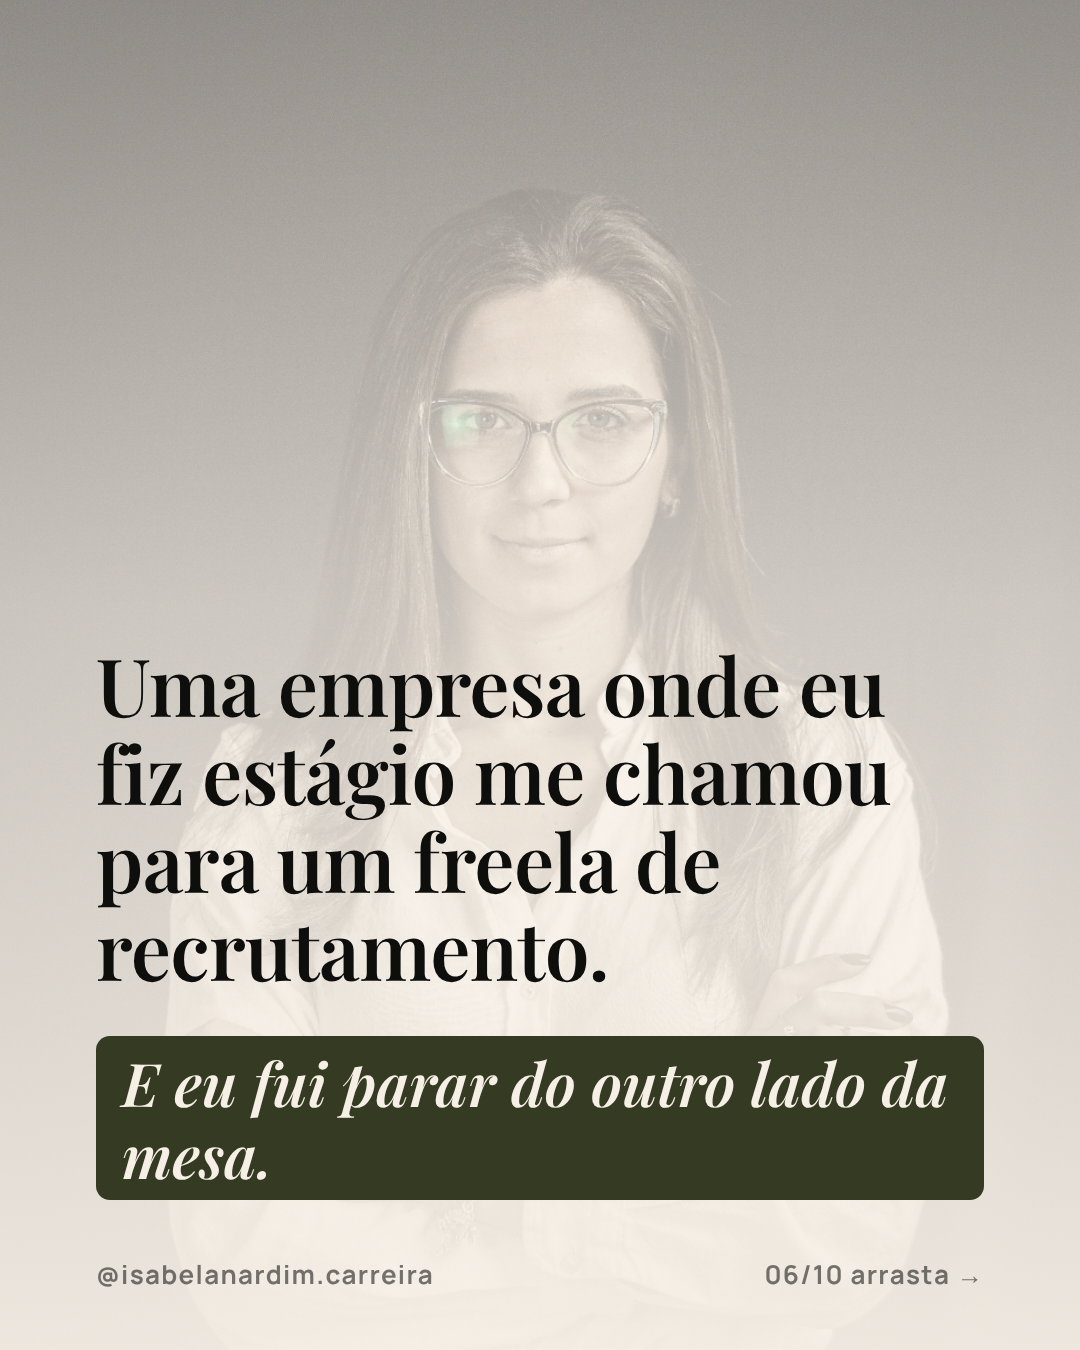 Uma empresa onde eu
fiz estágio me chamou
para um freela de
recrutamento.
E eu fui parar do outro lado da
mesa.
@isabelanardim.carreira
06/10 arrasta →